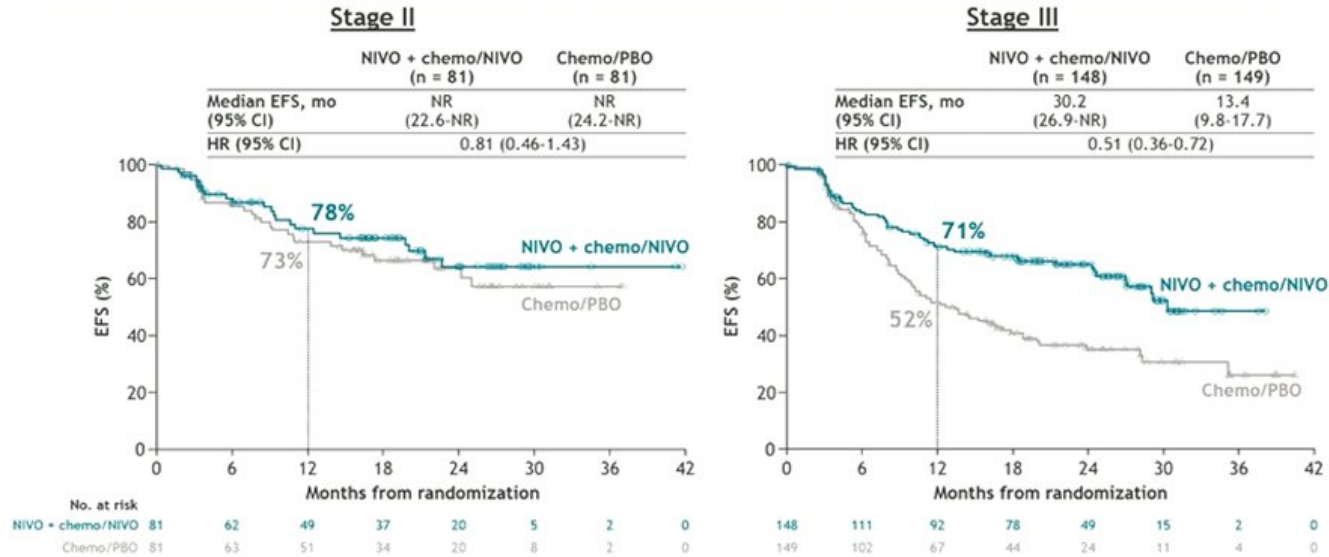 Stage II
NIVO + chemo/NIVO Chemo/PBO
(n = 81) (n = 81)
Median EFS, mo NR NR
(95% CI) (22.6-NR) (24.2-NR)
HR (95% CI) 0.81 (0.46-1.43)
100
80
60
40
20
0
EFS (%)
78%
73%
NIVO + chemo/NIVO
Chemo/PBO
0 6 12 18 24 30 36 42
Months from randomization
No. at risk
NIVO + chemo/NIVO 81 62 49 37 20 5 2 0
Chemo/PBO 81 63 51 34 20 8 2 0
Stage III
NIVO + chemo/NIVO Chemo/PBO
(n = 148) (n = 149)
Median EFS, mo 30.2 13.4
(95% CI) (26.9-NR) (9.8-17.7)
HR (95% CI) 0.51 (0.36-0.72)
100
80
60
40
20
0
EFS (%)
71%
52%
NIVO + chemo/NIVO
Chemo/PBO
0 6 12 18 24 30 36 42
Months from randomization
148 111 92 78 49 15 2 0
149 102 67 44 24 11 4 0